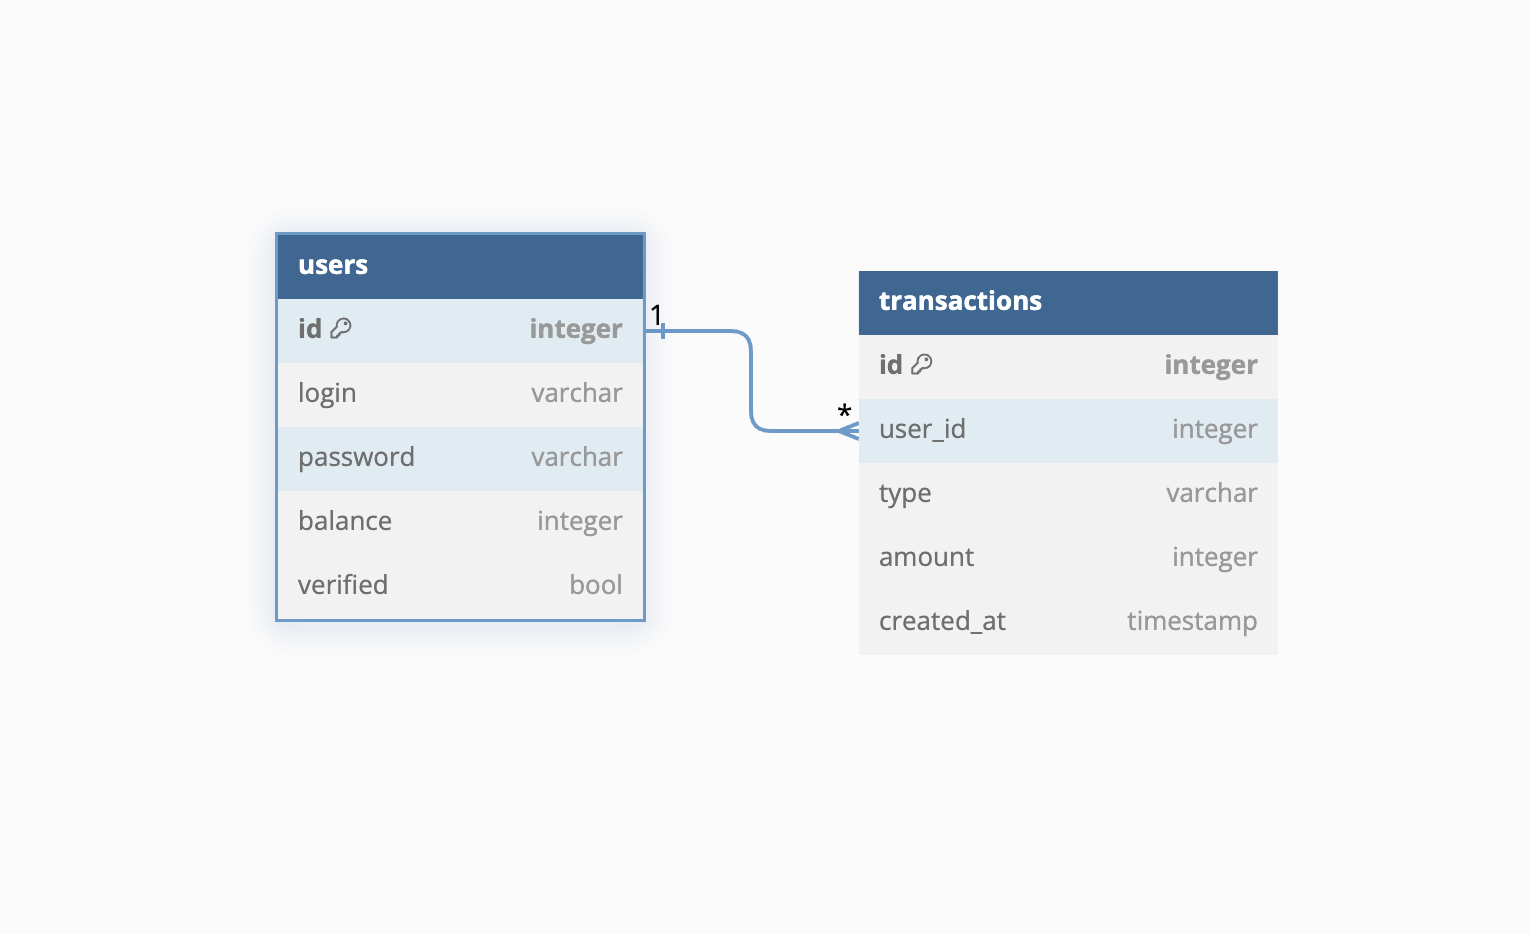 users
id integer
login varchar
password varchar
balance integer
verified bool
1
*
transactions
id integer
user_id integer
type varchar
amount integer
created_at timestamp